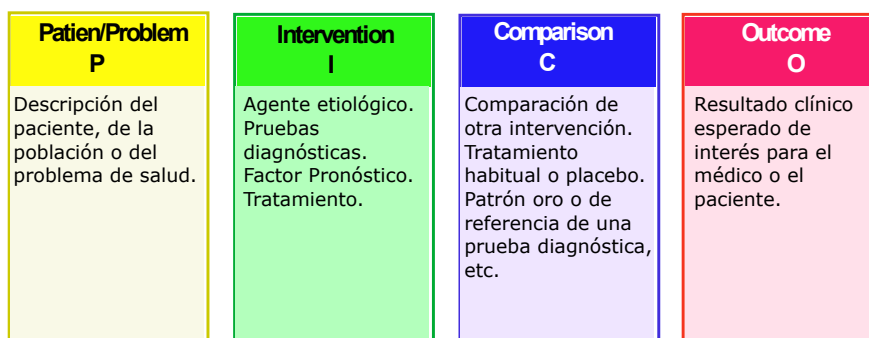 Patien/Problem
P
Descripción del
paciente, de la
población o del
problema de salud.
Intervention
I
Agente etiológico.
Pruebas
diagnósticas.
Factor Pronóstico.
Tratamiento.
Comparison
C
Comparación de
otra intervención.
Tratamiento
habitual o placebo.
Patrón oro o de
referencia de una
prueba diagnóstica,
etc.
Outcome
O
Resultado clínico
esperado de
interés para el
médico o el
paciente.